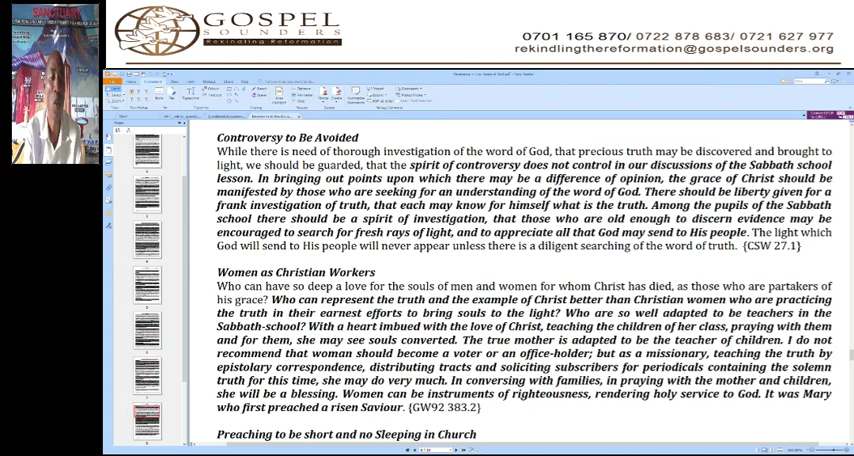 SANCTUARY
GOSPEL
SOUNDERS
Rekindling Reformation
0701 165 870/ 0722 878 683/ 0721 627 977
rekindlingthereformation@gospelsounders.org
Controversy to Be Avoided
While there is need of thorough investigation of the word of God, that precious truth may be discovered and brought to
light, we should be guarded, that the spirit of controversy does not control in our discussions of the Sabbath school
lesson. In bringing out points upon which there may be a difference of opinion, the grace of Christ should be
manifested by those who are seeking for an understanding of the word of God. There should be liberty given for a
frank investigation of truth, that each may know for himself what is the truth. Among the pupils of the Sabbath
school there should be a spirit of investigation, that those who are old enough to discern evidence may be
encouraged to search for fresh rays of light, and to appreciate all that God may send to His people. The light which
God will send to His people will never appear unless there is a diligent searching of the word of truth. {CSW 27.1}
Women as Christian Workers
Who can have so deep a love for the souls of men and women for whom Christ has died, as those who are partakers of
his grace? Who can represent the truth and the example of Christ better than Christian women who are practicing
the truth in their earnest efforts to bring souls to the light? Who are so well adapted to be teachers in the
Sabbath-school? With a heart imbued with the love of Christ, teaching the children of her class, praying with them
and for them, she may see souls converted. The true mother is adapted to be the teacher of children. I do not
recommend that woman should become a voter or an office-holder; but as a missionary, teaching the truth by
epistolary correspondence, distributing tracts and soliciting subscribers for periodicals containing the solemn
truth for this time, she may do very much. In conversing with families, in praying with the mother and children,
she will be a blessing. Women can be instruments of righteousness, rendering holy service to God. It was Mary
who first preached a risen Saviour. {GW92 383.2}
Preaching to be short and no Sleeping in Church